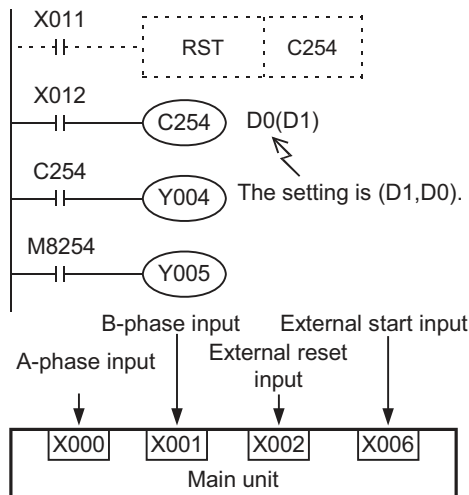 X011
RST C254
X012
C254 D0(D1)
The setting is (D1,D0).
C254
Y004
M8254
Y005
B-phase input External start input
A-phase input External reset
input
X000 X001 X002 X006
Main unit